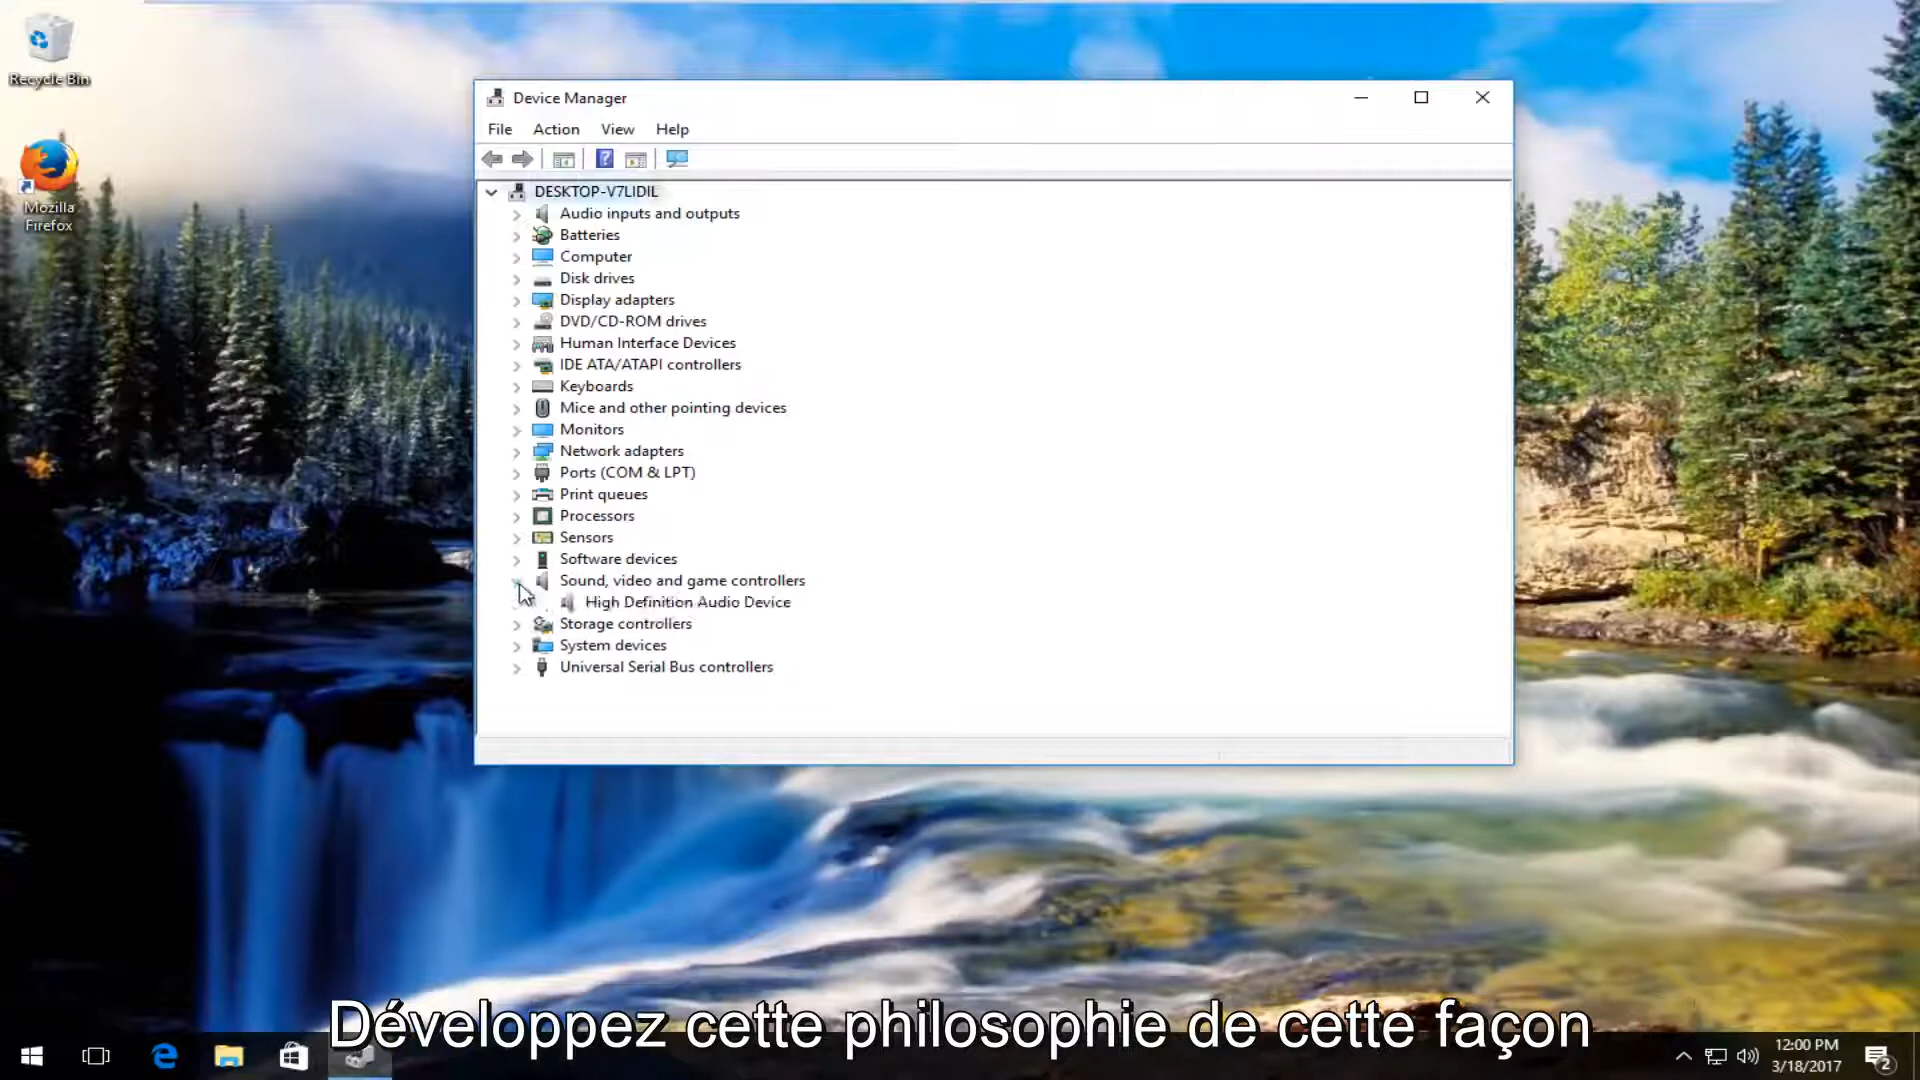 Recycle Bin
Mozilla
Firefox
Device Manager
File Action View Help
DESKTOP-V7LIDIL
Audio inputs and outputs
Batteries
Computer
Disk drives
Display adapters
DVD/CD-ROM drives
Human Interface Devices
IDE ATA/ATAPI controllers
Keyboards
Mice and other pointing devices
Monitors
Network adapters
Ports (COM & LPT)
Print queues
Processors
Sensors
Software devices
Sound, video and game controllers
High Definition Audio Device
Storage controllers
System devices
Universal Serial Bus controllers
Développez cette philosophie de cette façon
12:00 PM
3/18/2017
2